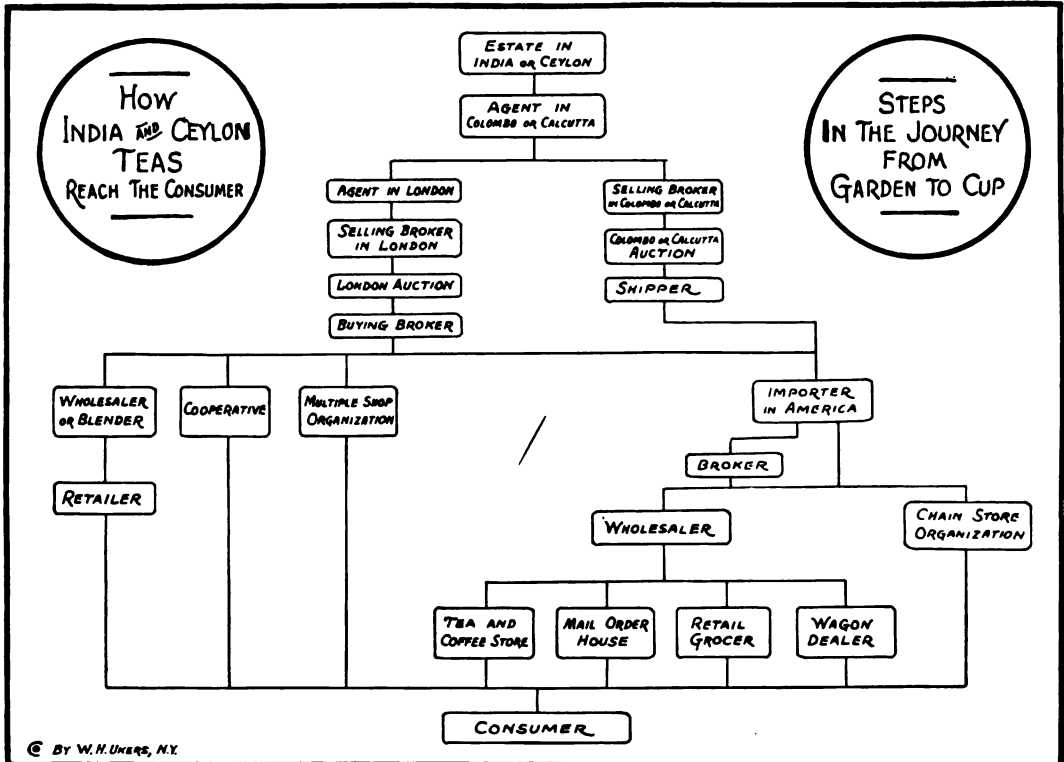 How
INDIA AND CEYLON
TEAS
REACH THE CONSUMER
STEPS
IN THE JOURNEY
FROM
GARDEN TO CUP
ESTATE IN
INDIA OR CEYLON
AGENT IN
COLOMBO OR CALCUTTA
AGENT IN LONDON
SELLING BROKER
IN COLOMBO OR CALCUTTA
SELLING BROKER
IN LONDON
COLOMBO OR CALCUTTA
AUCTION
LONDON AUCTION
SHIPPER
BUYING BROKER
WHOLESALER
OR BLENDER
COOPERATIVE
MULTIPLE SHOP
ORGANIZATION
IMPORTER
IN AMERICA
BROKER
RETAILER
WHOLESALER
CHAIN STORE
ORGANIZATION
TEA AND
COFFEE STORE
MAIL ORDER
HOUSE
RETAIL
GROCER
WAGON
DEALER
CONSUMER
© BY W. H. UKERS, N.Y.